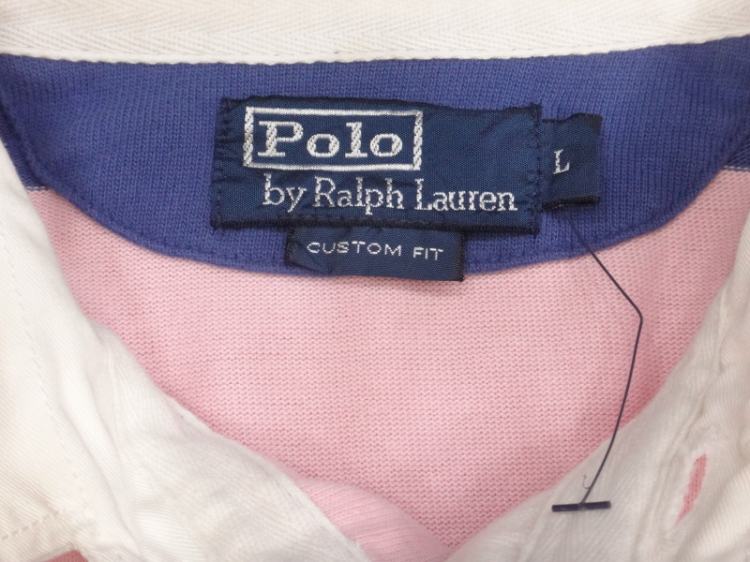 Polo
by Ralph Lauren
L
CUSTOM FIT